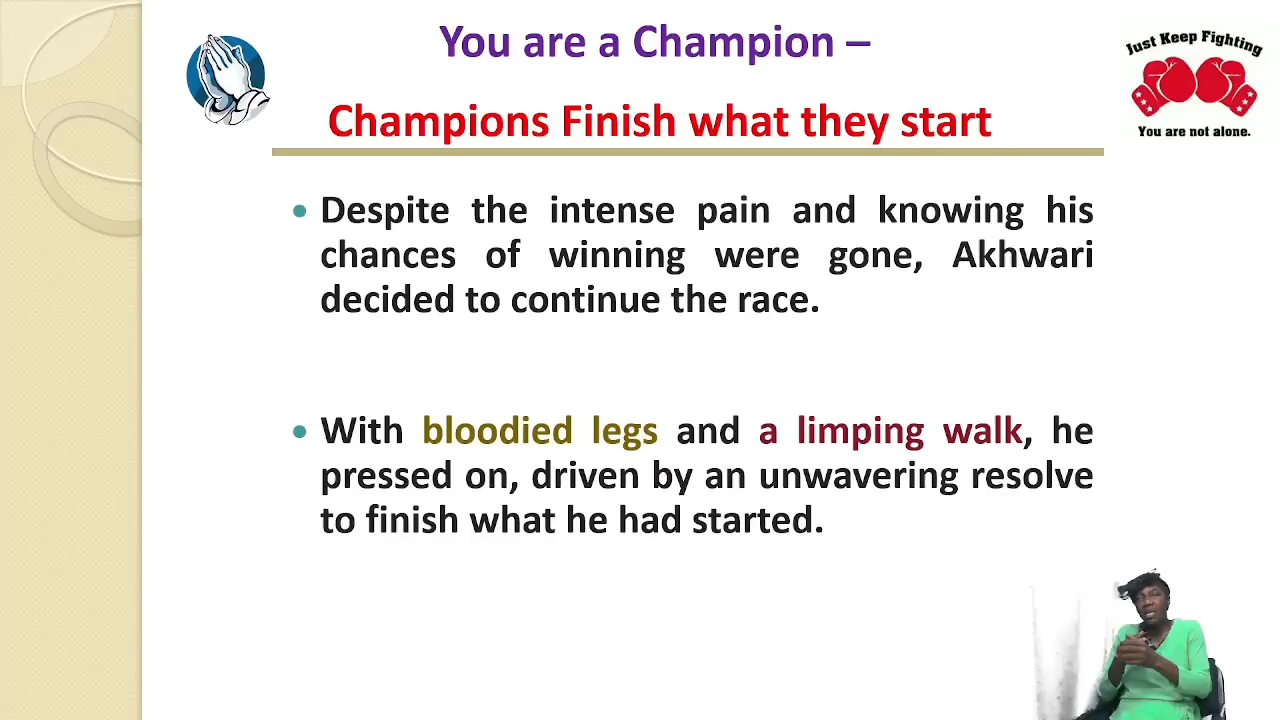 You are a Champion –
Champions Finish what they start
Just Keep Fighting
You are not alone.
Despite the intense pain and knowing his
chances of winning were gone, Akhwari
decided to continue the race.
With bloodied legs and a limping walk, he
pressed on, driven by an unwavering resolve
to finish what he had started.